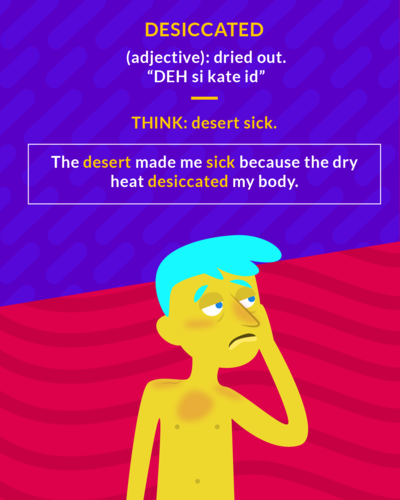 DESICCATED
(adjective): dried out.
“DEH si kate id”
THINK: desert sick.
The desert made me sick because the dry
heat desiccated my body.